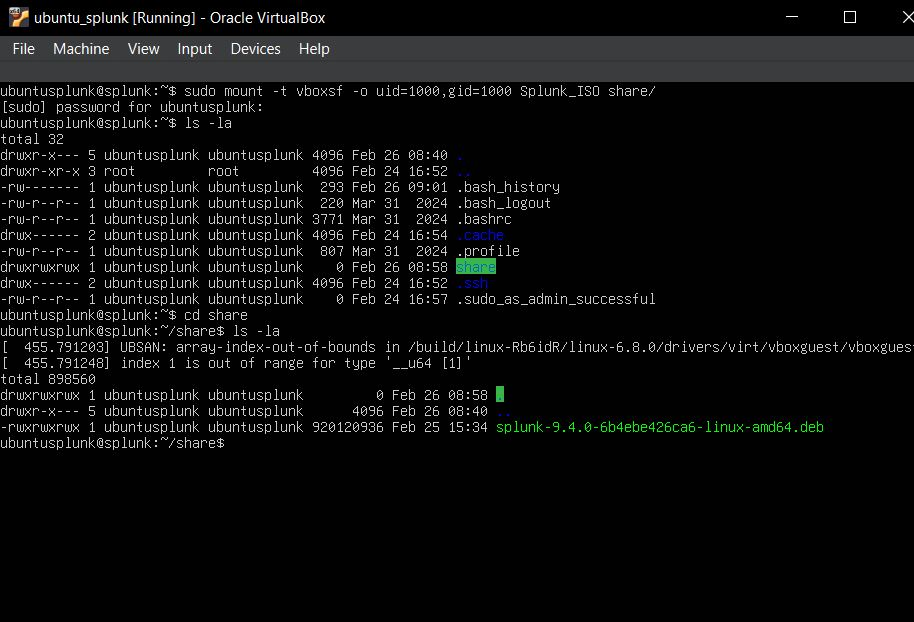 ubuntu_splunk [Running] - Oracle VirtualBox
File Machine View Input Devices Help
ubuntusplunk@splunk:~$ sudo mount -t vboxsf -o uid=1000,gid=1000 Splunk_ISO share/
[sudo] password for ubuntusplunk:
ubuntusplunk@splunk:~$ ls -la
total 32
drwxr-x--- 5 ubuntusplunk ubuntusplunk 4096 Feb 26 08:40 .
drwxr-xr-x 3 root         root         4096 Feb 24 16:52 ..
-rw------- 1 ubuntusplunk ubuntusplunk  293 Feb 26 09:01 .bash_history
-rw-r--r-- 1 ubuntusplunk ubuntusplunk  220 Mar 31  2024 .bash_logout
-rw-r--r-- 1 ubuntusplunk ubuntusplunk 3771 Mar 31  2024 .bashrc
drwx------ 2 ubuntusplunk ubuntusplunk 4096 Feb 24 16:54 .cache
-rw-r--r-- 1 ubuntusplunk ubuntusplunk  807 Mar 31  2024 .profile
drwxrwxrwx 1 ubuntusplunk ubuntusplunk    0 Feb 26 08:58 share
drwx------ 2 ubuntusplunk ubuntusplunk 4096 Feb 24 16:52 .ssh
-rw-r--r-- 1 ubuntusplunk ubuntusplunk    0 Feb 24 16:57 .sudo_as_admin_successful
ubuntusplunk@splunk:~$ cd share
ubuntusplunk@splunk:~/share$ ls -la
[  455.791203] UBSAN: array-index-out-of-bounds in /build/linux-Rb6idR/linux-6.8.0/drivers/virt/vboxguest/vboxgues
[  455.791248] index 1 is out of range for type '__u64 [1]'
total 898560
drwxrwxrwx 1 ubuntusplunk ubuntusplunk         0 Feb 26 08:58 .
drwxr-x--- 5 ubuntusplunk ubuntusplunk      4096 Feb 26 08:40 ..
-rwxrwxrwx 1 ubuntusplunk ubuntusplunk 920120936 Feb 25 15:34 splunk-9.4.0-6b4ebe426ca6-linux-amd64.deb
ubuntusplunk@splunk:~/share$